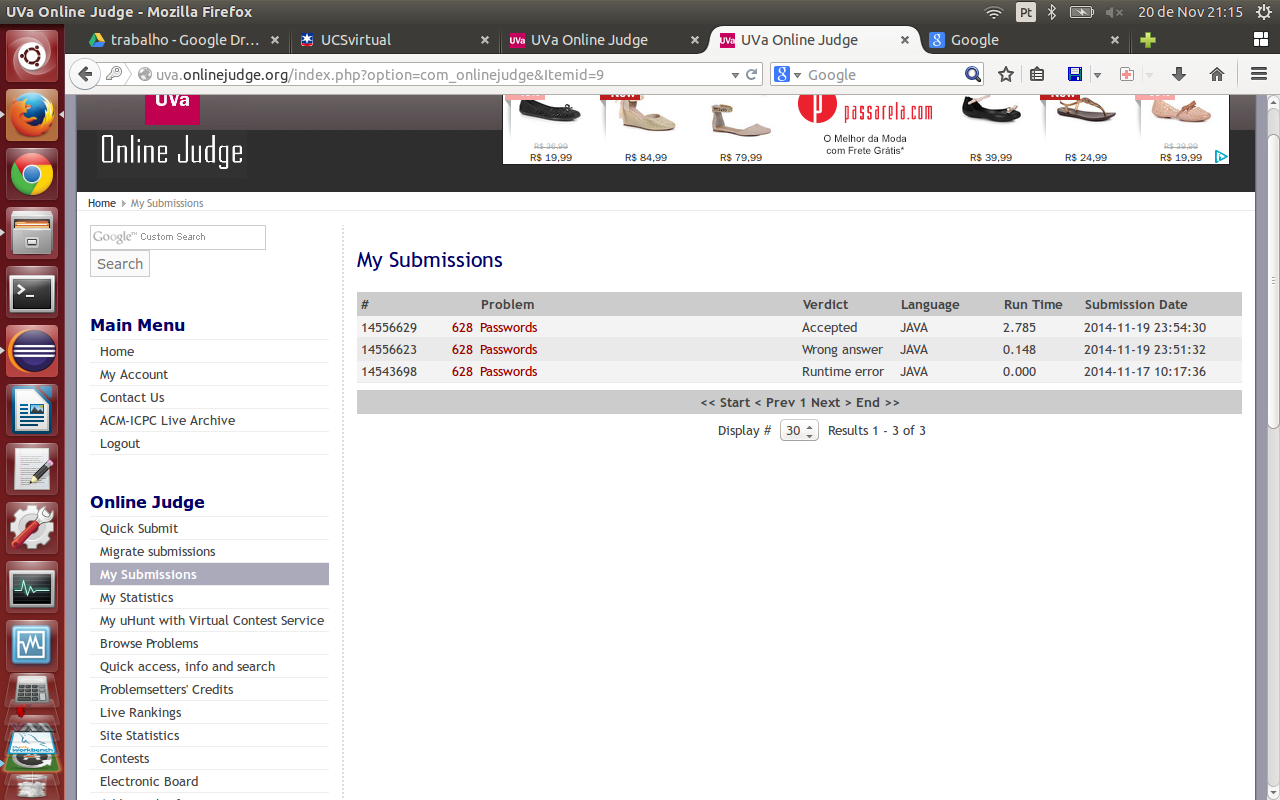 UVa Online Judge - Mozilla Firefox
Pt
20 de Nov 21:15
trabalho - Google Dr...
UCSvirtual
UVa UVa Online Judge
UVa UVa Online Judge
8 Google
uva.onlinejudge.org/index.php?option=com_onlinejudge&Itemid=9
8 Google
UVa
Online Judge
R$ 36,99
R$ 19,99
R$ 84,99
R$ 79,99
passarela.com
O Melhor da Moda
com Frete Grátis*
R$ 39,99
R$ 24,99
R$ 39,99
R$ 19,99
Home My Submissions
Google™ Custom Search
Search
Main Menu
Home
My Account
Contact Us
ACM-ICPC Live Archive
Logout
Online Judge
Quick Submit
Migrate submissions
My Submissions
My Statistics
My uHunt with Virtual Contest Service
Browse Problems
Quick access, info and search
Problemsetters' Credits
Live Rankings
Site Statistics
Contests
Electronic Board
My Submissions
# Problem Verdict Language Run Time Submission Date
14556629 628 Passwords Accepted JAVA 2.785 2014-11-19 23:54:30
14556623 628 Passwords Wrong answer JAVA 0.148 2014-11-19 23:51:32
14543698 628 Passwords Runtime error JAVA 0.000 2014-11-17 10:17:36
<< Start < Prev 1 Next > End >>
Display # 30 Results 1 - 3 of 3
Workbench